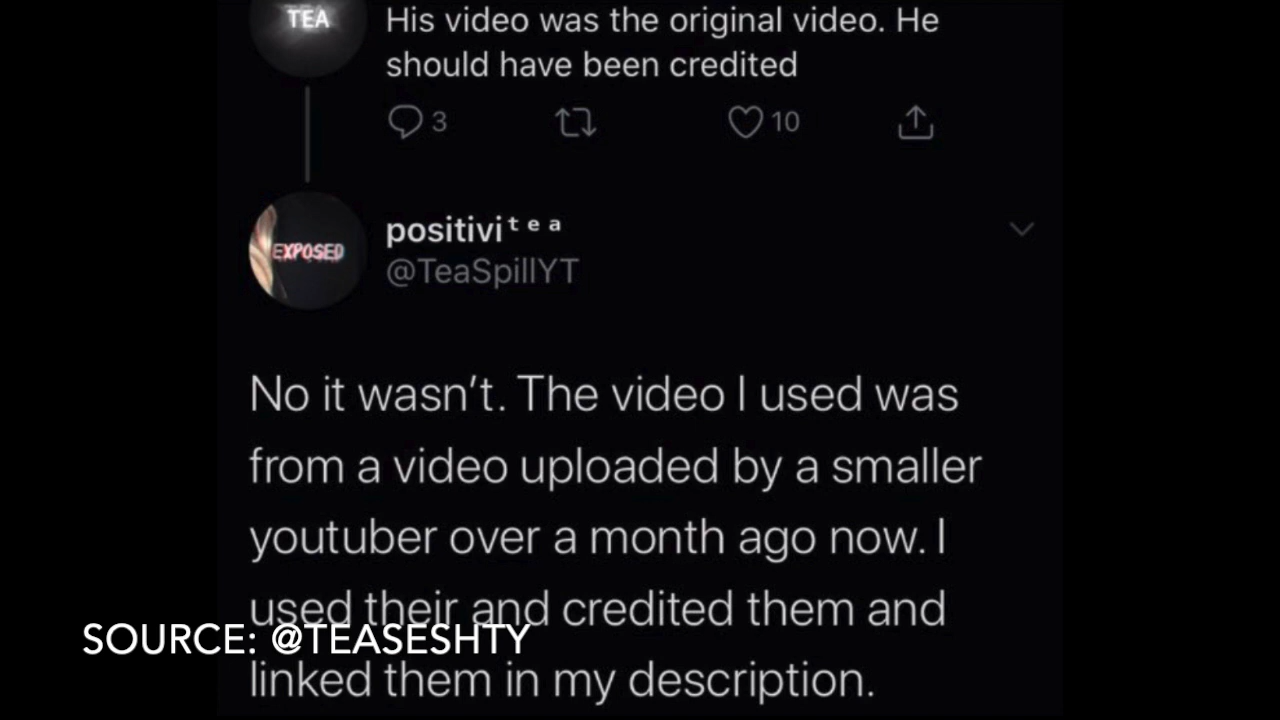 TEA
His video was the original video. He
should have been credited
3 10
positivi ᵗ ᵉ ᵃ
@TeaSpillYT
EXPOSED
No it wasn't. The video I used was
from a video uploaded by a smaller
youtuber over a month ago now. I
used their and credited them and
SOURCE: @TEASESHTY
linked them in my description.